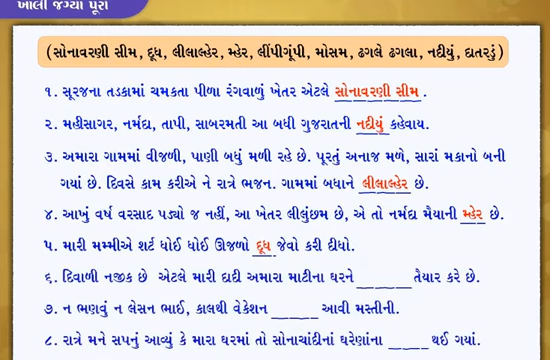 ખાલી જગ્યા પૂરો
(સોનાવરણી સીમ, દૂધ, લીલાલ્હેર, મ્હેર, લીંપીગૂંપી, મોસમ, ઢગલે ઢગલા, નદીયું, દાતરડું)
૧. સૂરજના તડકામાં ચમકતા પીળા રંગવાળું ખેતર એટલે સોનાવરણી સીમ.
૨. મહીસાગર, નર્મદા, તાપી, સાબરમતી આ બધી ગુજરાતની નદીયું કહેવાય.
૩. અમારા ગામમાં વીજળી, પાણી બધું મળી રહે છે. પૂરતું અનાજ મળે, સારાં મકાનો બની
ગયાં છે. દિવસે કામ કરીએ ને રાત્રે ભજન. ગામમાં બધાને લીલાલ્હેર છે.
૪. આખું વર્ષ વરસાદ પડ્યો જ નહીં, આ ખેતર લીલુંછમ છે, એ તો નર્મદા મૈયાની મ્હેર છે.
૫. મારી મમ્મીએ શર્ટ ધોઈ ધોઈ ઊજળો દૂધ જેવો કરી દીધો.
૬. દિવાળી નજીક છે એટલે મારી દાદી અમારા માટીના ઘરને ______ તૈયાર કરે છે.
૭. ન ભણવું ન લેસન ભાઈ, કાલથી વેકેશન _____ આવી મસ્તીની.
૮. રાત્રે મને સપનું આવ્યું કે મારા ઘરમાં તો સોનાચાંદીનાં ઘરેણાંના ____ થઈ ગયાં.